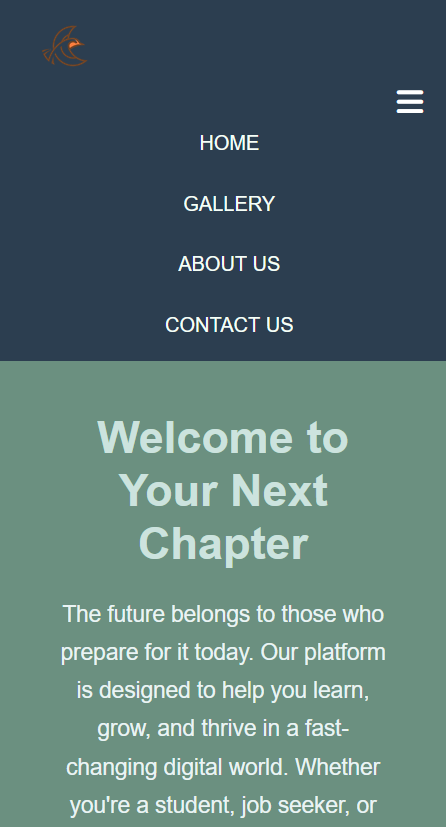 HOME
GALLERY
ABOUT US
CONTACT US
Welcome to
Your Next
Chapter
The future belongs to those who
prepare for it today. Our platform
is designed to help you learn,
grow, and thrive in a fast-
changing digital world. Whether
you're a student, job seeker, or